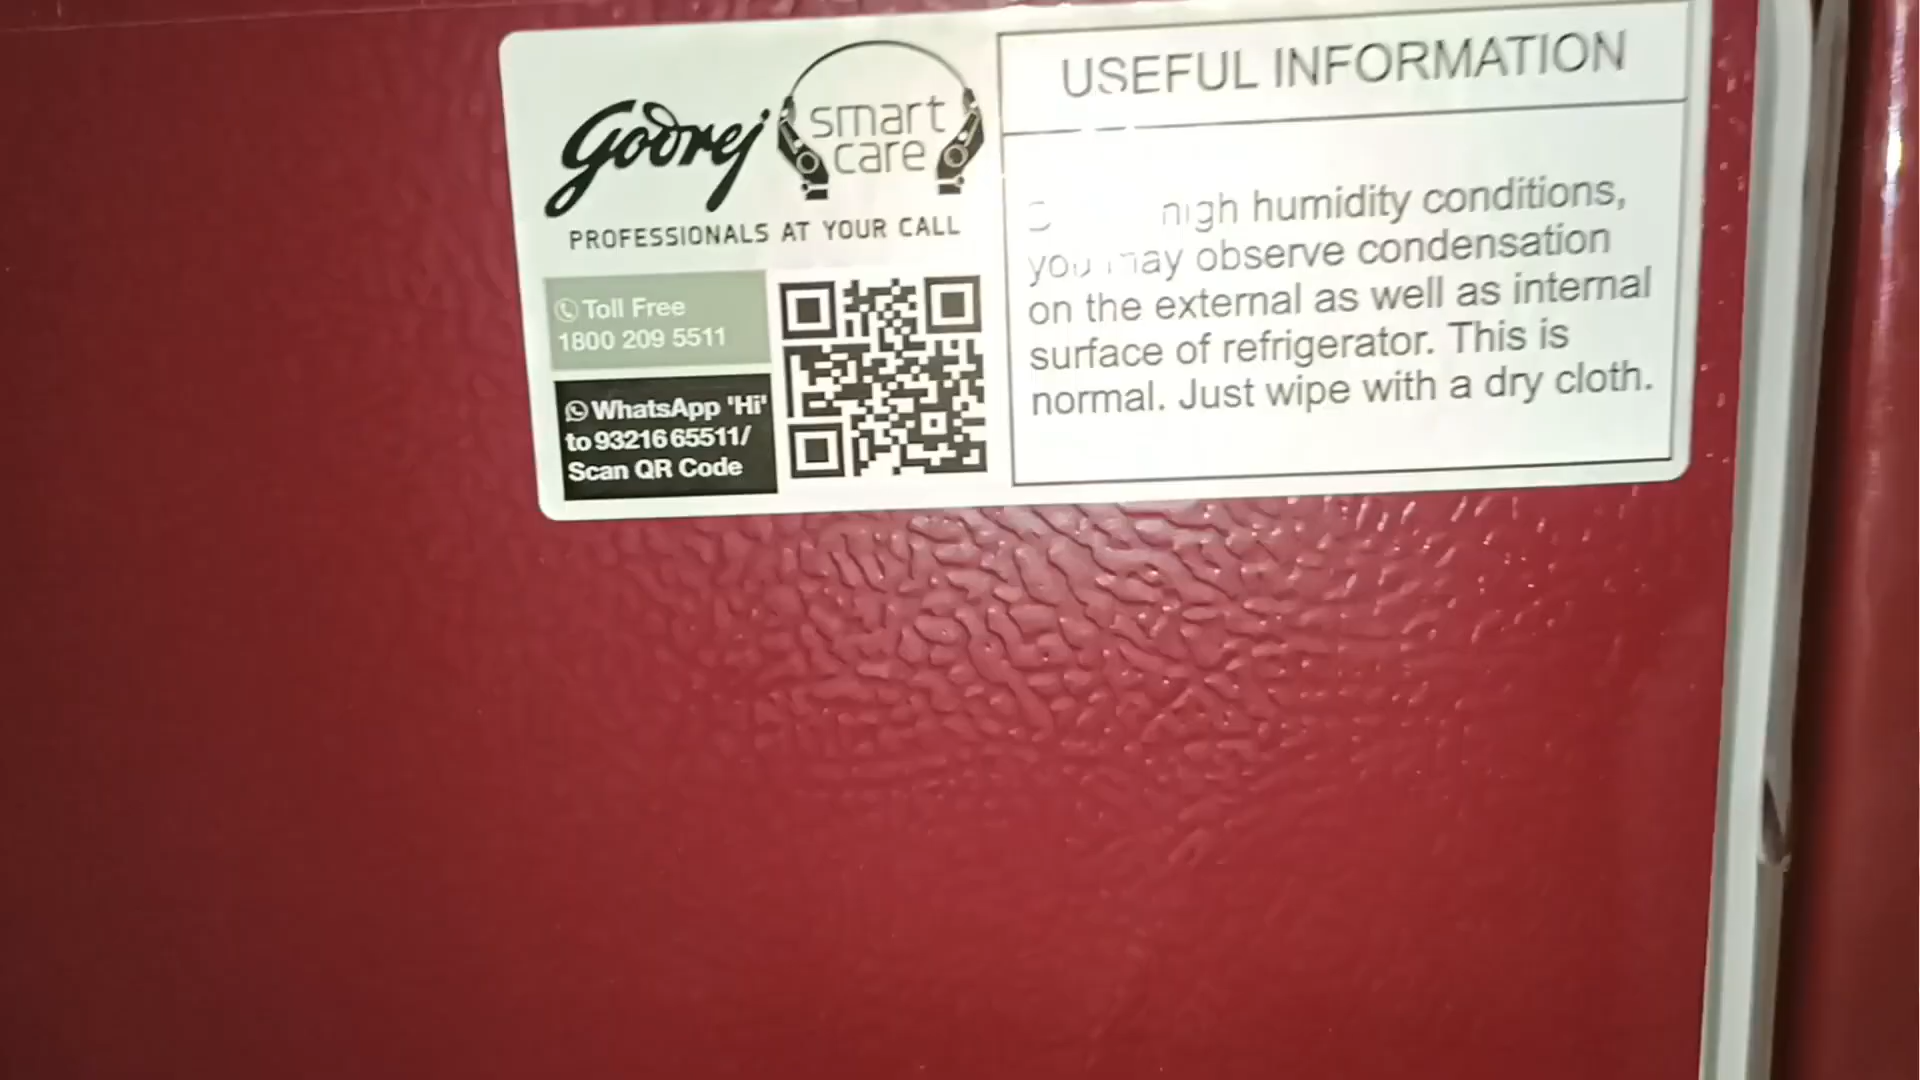 Godrej
smart
care
PROFESSIONALS AT YOUR CALL
Toll Free
1800 209 5511
WhatsApp 'Hi'
to 9321665511/
Scan QR Code
USEFUL INFORMATION
high humidity conditions,
you may observe condensation
on the external as well as internal
surface of refrigerator. This is
normal. Just wipe with a dry cloth.